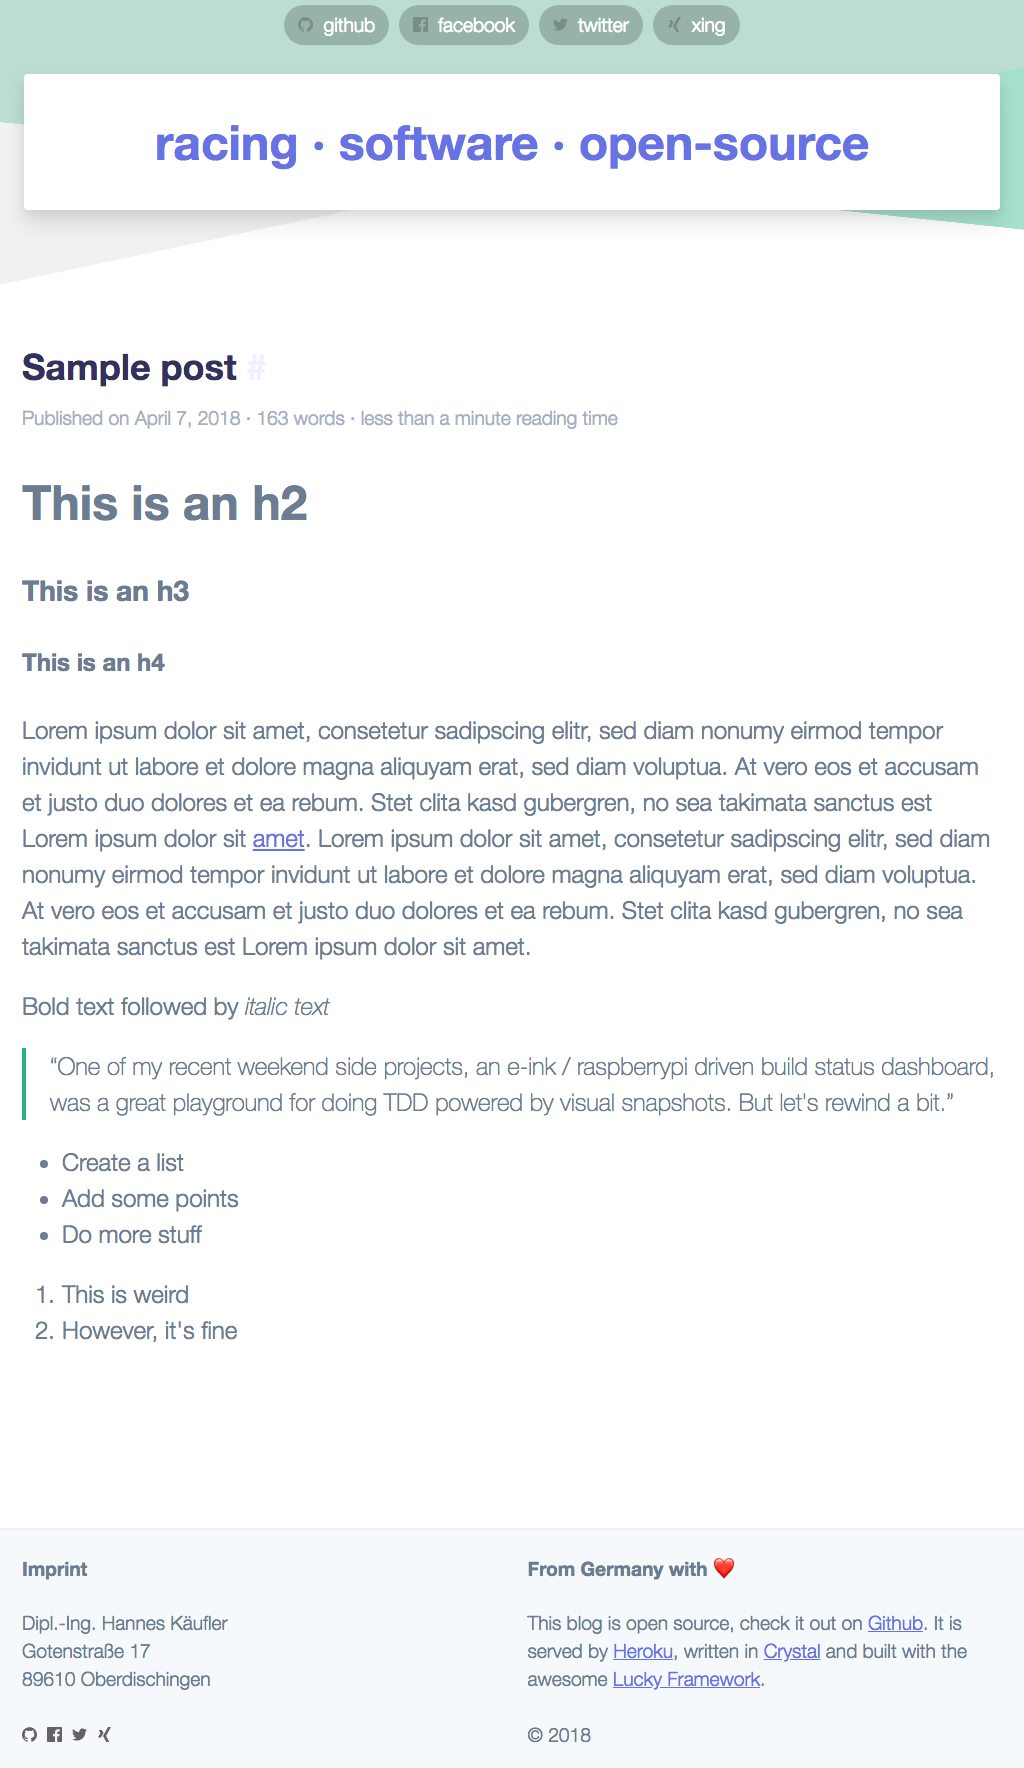 github facebook twitter xing
racing · software · open-source
Sample post #
Published on April 7, 2018 · 163 words · less than a minute reading time
This is an h2
This is an h3
This is an h4
Lorem ipsum dolor sit amet, consetetur sadipscing elitr, sed diam nonumy eirmod tempor
invidunt ut labore et dolore magna aliquyam erat, sed diam voluptua. At vero eos et accusam
et justo duo dolores et ea rebum. Stet clita kasd gubergren, no sea takimata sanctus est
Lorem ipsum dolor sit amet. Lorem ipsum dolor sit amet, consetetur sadipscing elitr, sed diam
nonumy eirmod tempor invidunt ut labore et dolore magna aliquyam erat, sed diam voluptua.
At vero eos et accusam et justo duo dolores et ea rebum. Stet clita kasd gubergren, no sea
takimata sanctus est Lorem ipsum dolor sit amet.
Bold text followed by italic text
“One of my recent weekend side projects, an e-ink / raspberrypi driven build status dashboard,
was a great playground for doing TDD powered by visual snapshots. But let's rewind a bit.”
• Create a list
• Add some points
• Do more stuff
1. This is weird
2. However, it's fine
Imprint
Dipl.-Ing. Hannes Käufler
Gotenstraße 17
89610 Oberdischingen
From Germany with ❤️
This blog is open source, check it out on Github. It is
served by Heroku, written in Crystal and built with the
awesome Lucky Framework.
© 2018